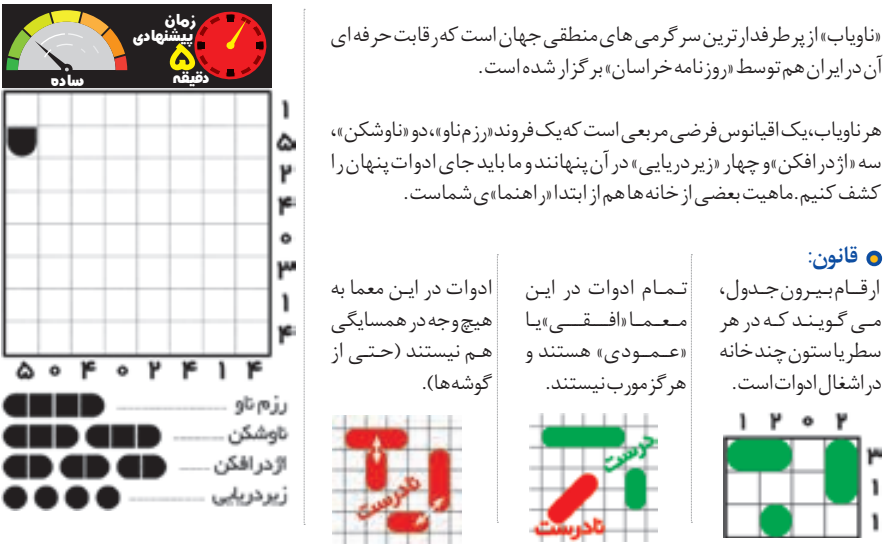 «ناویاب» از پر طرفدارترین سرگرمی های منطقی جهان است که رقابت حرفه ای
آن در ایران هم توسط «روزنامه خراسان» برگزار شده است.
هر ناویاب، یک اقیانوس فرضی مربعی است که یک فروند «رزم ناو»، دو «ناوشکن»،
سه «اژدرافکن» و چهار «زیر دریایی» در آن پنهانند و ما باید جای ادوات پنهان را
کشف کنیم. ماهیت بعضی از خانه ها هم از ابتدا «راهنما»ی شماست.
قانون:
ارقام بیرون جدول،
می گویند که در هر
سطر یا ستون چند خانه
در اشغال ادوات است.
۱ ۲ ۰ ۲
۳
۱
۱
تمام ادوات در این
معما «افقی» یا
«عمودی» هستند و
هرگز مورب نیستند.
درست
نادرست
ادوات در این معما به
هیچ وجه در همسایگی
هم نیستند (حتی از
گوشه ها).
نادرست
زمان
پیشنهادی
۵
دقیقه
ساده
۱
۵
۲
۴
۰
۳
۱
۴
۵ ۰ ۴ ۰ ۲ ۴ ۱ ۴
رزم ناو
ناوشکن
اژدرافکن
زیردریایی